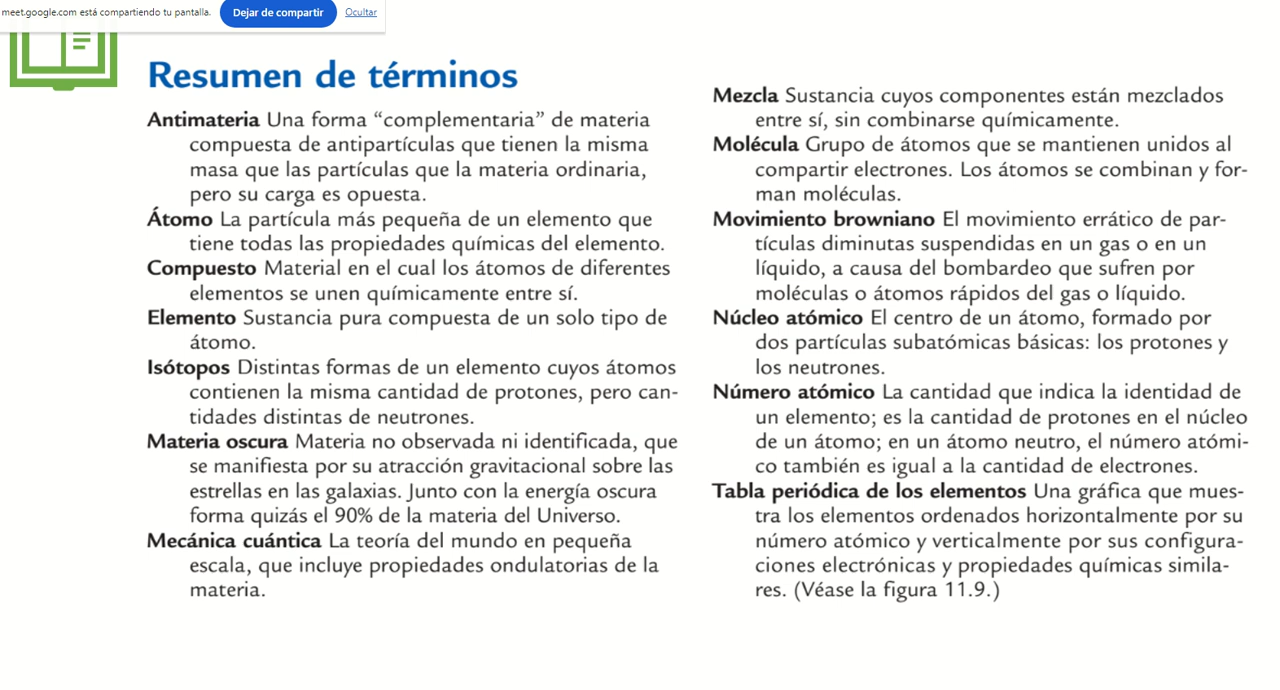 meet.google.com está compartiendo tu pantalla.
Dejar de compartir
Ocultar
Resumen de términos
Antimateria Una forma “complementaria” de materia
compuesta de antipartículas que tienen la misma
masa que las partículas que la materia ordinaria,
pero su carga es opuesta.
Átomo La partícula más pequeña de un elemento que
tiene todas las propiedades químicas del elemento.
Compuesto Material en el cual los átomos de diferentes
elementos se unen químicamente entre sí.
Elemento Sustancia pura compuesta de un solo tipo de
átomo.
Isótopos Distintas formas de un elemento cuyos átomos
contienen la misma cantidad de protones, pero can-
tidades distintas de neutrones.
Materia oscura Materia no observada ni identificada, que
se manifiesta por su atracción gravitacional sobre las
estrellas en las galaxias. Junto con la energía oscura
forma quizás el 90% de la materia del Universo.
Mecánica cuántica La teoría del mundo en pequeña
escala, que incluye propiedades ondulatorias de la
materia.
Mezcla Sustancia cuyos componentes están mezclados
entre sí, sin combinarse químicamente.
Molécula Grupo de átomos que se mantienen unidos al
compartir electrones. Los átomos se combinan y for-
man moléculas.
Movimiento browniano El movimiento errático de par-
tículas diminutas suspendidas en un gas o en un
líquido, a causa del bombardeo que sufren por
moléculas o átomos rápidos del gas o líquido.
Núcleo atómico El centro de un átomo, formado por
dos partículas subatómicas básicas: los protones y
los neutrones.
Número atómico La cantidad que indica la identidad de
un elemento; es la cantidad de protones en el núcleo
de un átomo; en un átomo neutro, el número atómi-
co también es igual a la cantidad de electrones.
Tabla periódica de los elementos Una gráfica que mues-
tra los elementos ordenados horizontalmente por su
número atómico y verticalmente por sus configura-
ciones electrónicas y propiedades químicas simila-
res. (Véase la figura 11.9.)